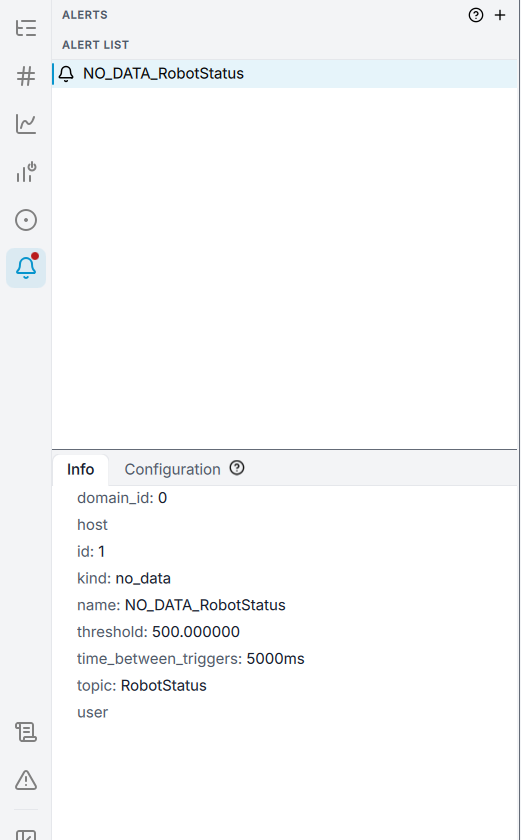 ALERTS
ALERT LIST
NO_DATA_RobotStatus
Info Configuration
domain_id: 0
host
id: 1
kind: no_data
name: NO_DATA_RobotStatus
threshold: 500.000000
time_between_triggers: 5000ms
topic: RobotStatus
user